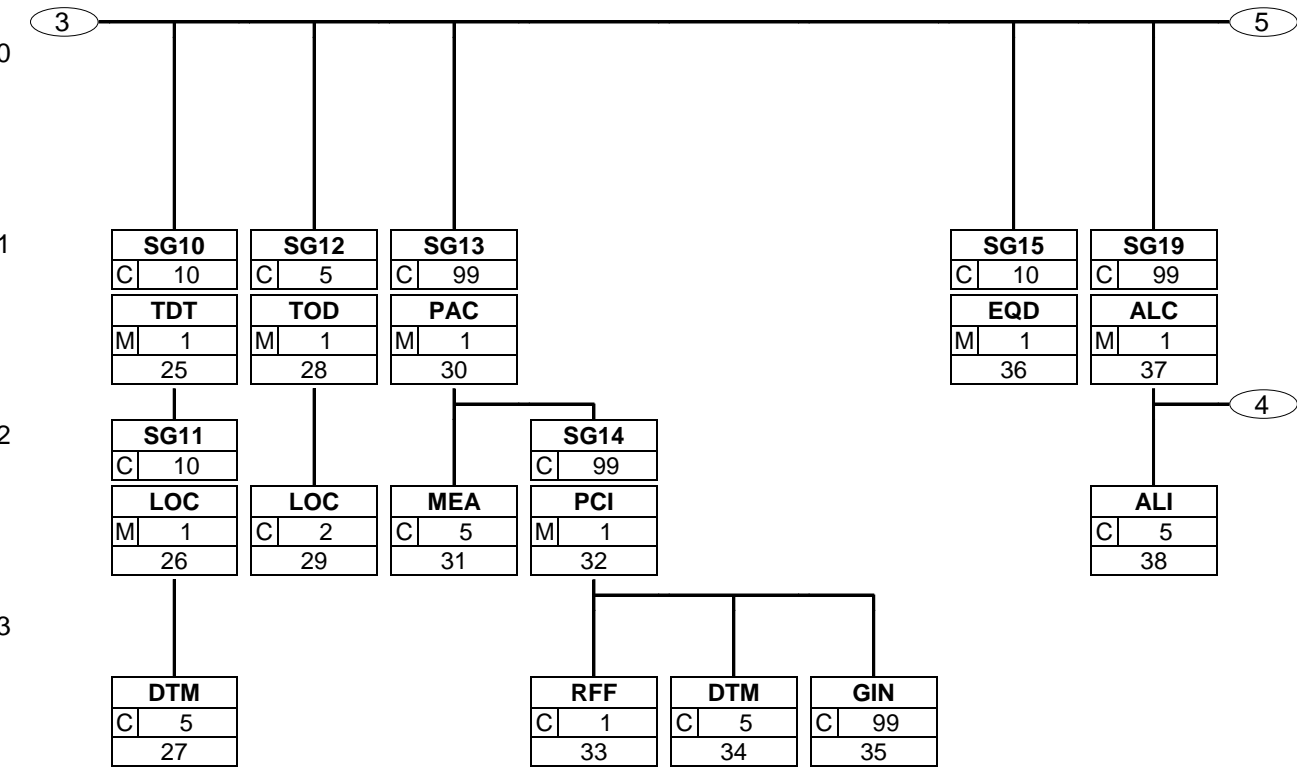 3 5
0
1
SG10 SG12 SG13 SG15 SG19
C 10 C 5 C 99 C 10 C 99
TDT TOD PAC EQD ALC
M 1 M 1 M 1 M 1 M 1
25 28 30 36 37
4
2
SG11 SG14
C 10 C 99
LOC LOC MEA PCI ALI
M 1 C 2 C 5 M 1 C 5
26 29 31 32 38
3
DTM RFF DTM GIN
C 5 C 1 C 5 C 99
27 33 34 35